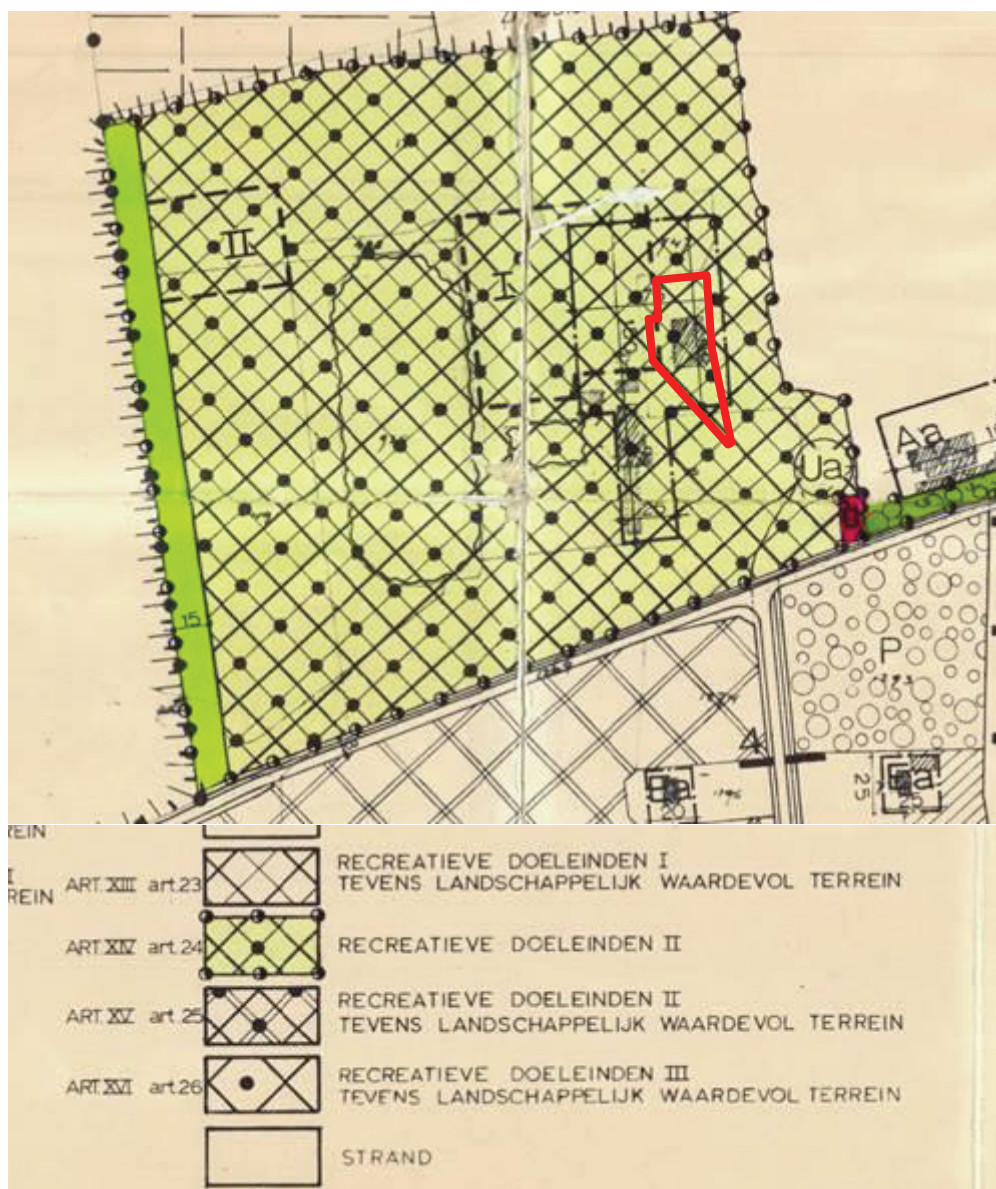 II
I
Ua
Aa
15
25
P
4
25
20
REIN
ART. XIII art. 23
RECREATIEVE DOELEINDEN I
TEVENS LANDSCHAPPELIJK WAARDEVOL TERREIN
I
REIN
ART. XIV art. 24
RECREATIEVE DOELEINDEN II
ART. XV art. 25
RECREATIEVE DOELEINDEN II
TEVENS LANDSCHAPPELIJK WAARDEVOL TERREIN
ART. XVI art. 26
RECREATIEVE DOELEINDEN III
TEVENS LANDSCHAPPELIJK WAARDEVOL TERREIN
STRAND